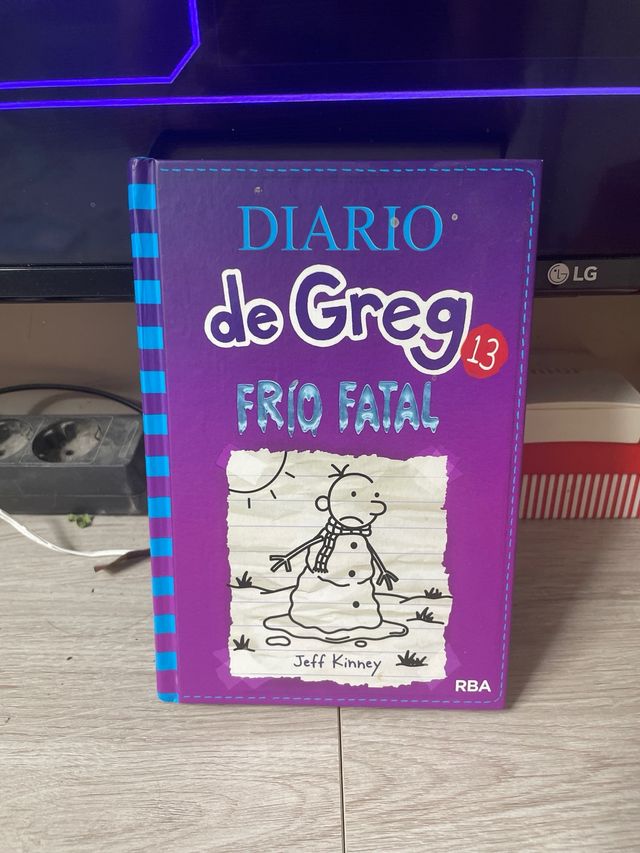 LG
DIARIO
de Greg
13
FRÍO FATAL
Jeff Kinney
RBA